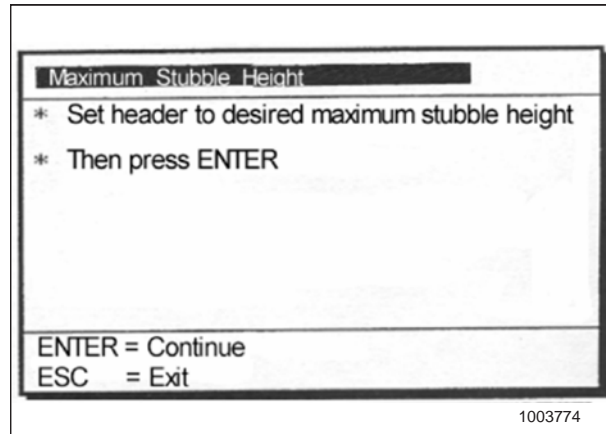 Maximum Stubble Height
* Set header to desired maximum stubble height
* Then press ENTER
ENTER = Continue
ESC = Exit
1003774